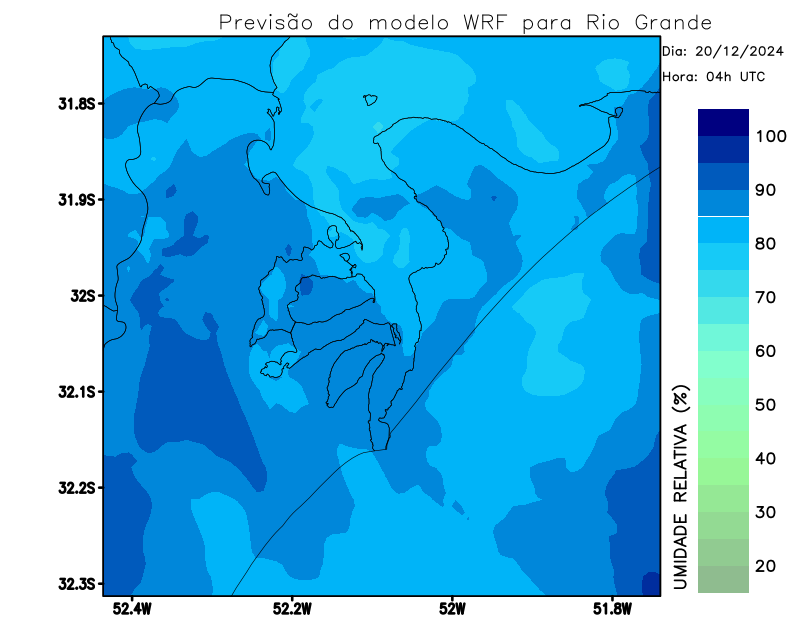 Previsão do modelo WRF para Rio Grande
Dia: 20/12/2024
Hora: 04h UTC
31.8S
31.9S
32S
32.1S
32.2S
32.3S
52.4W
52.2W
52W
51.8W
100
90
80
70
60
50
40
30
20
UMIDADE RELATIVA (%)